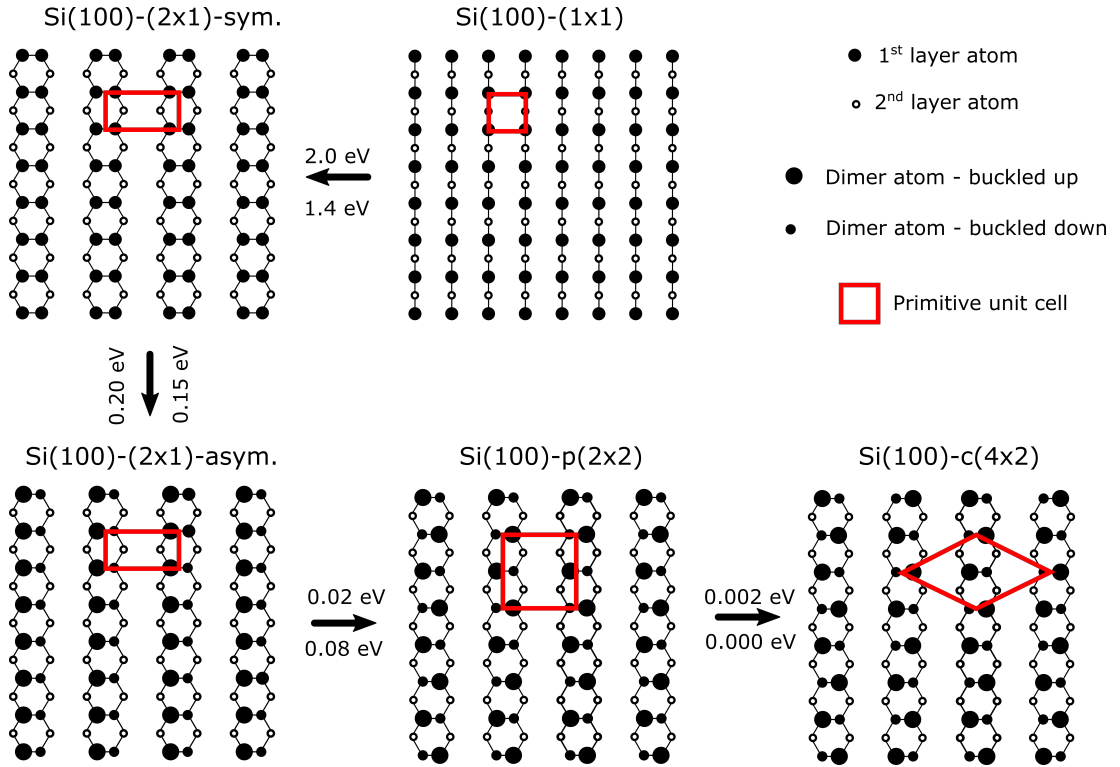 Si(100)-(2x1)-sym.
Si(100)-(1x1)
1st layer atom
2nd layer atom
2.0 eV
1.4 eV
Dimer atom - buckled up
Dimer atom - buckled down
Primitive unit cell
0.20 eV
0.15 eV
Si(100)-(2x1)-asym.
Si(100)-p(2x2)
Si(100)-c(4x2)
0.02 eV
0.08 eV
0.002 eV
0.000 eV